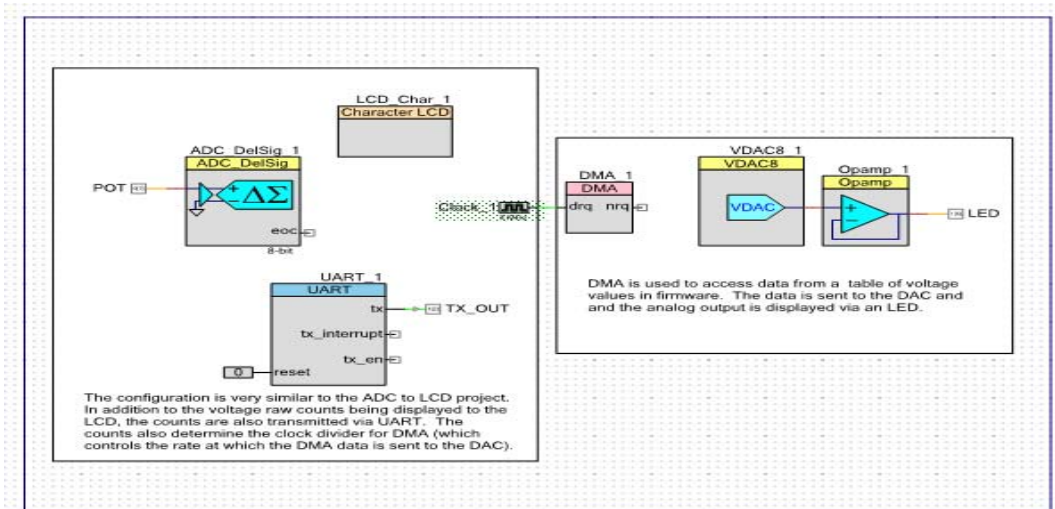 LCD_Char_1
Character LCD
ADC_DelSig_1
ADC_DelSig
POT
ΔΣ
eoc
8-bit
UART_1
UART
tx
TX_OUT
tx_interrupt
tx_en
0
reset
The configuration is very similar to the ADC to LCD project.
In addition to the voltage raw counts being displayed to the
LCD, the counts are also transmitted via UART.  The
counts also determine the clock divider for DMA (which
controls the rate at which the DMA data is sent to the DAC).
Clock_1
DMA_1
DMA
drq nrq
VDAC8_1
VDAC8
VDAC
Opamp_1
Opamp
LED
DMA is used to access data from a  table of voltage
values in firmware.  The data is sent to the DAC and
and the analog output is displayed via an LED.